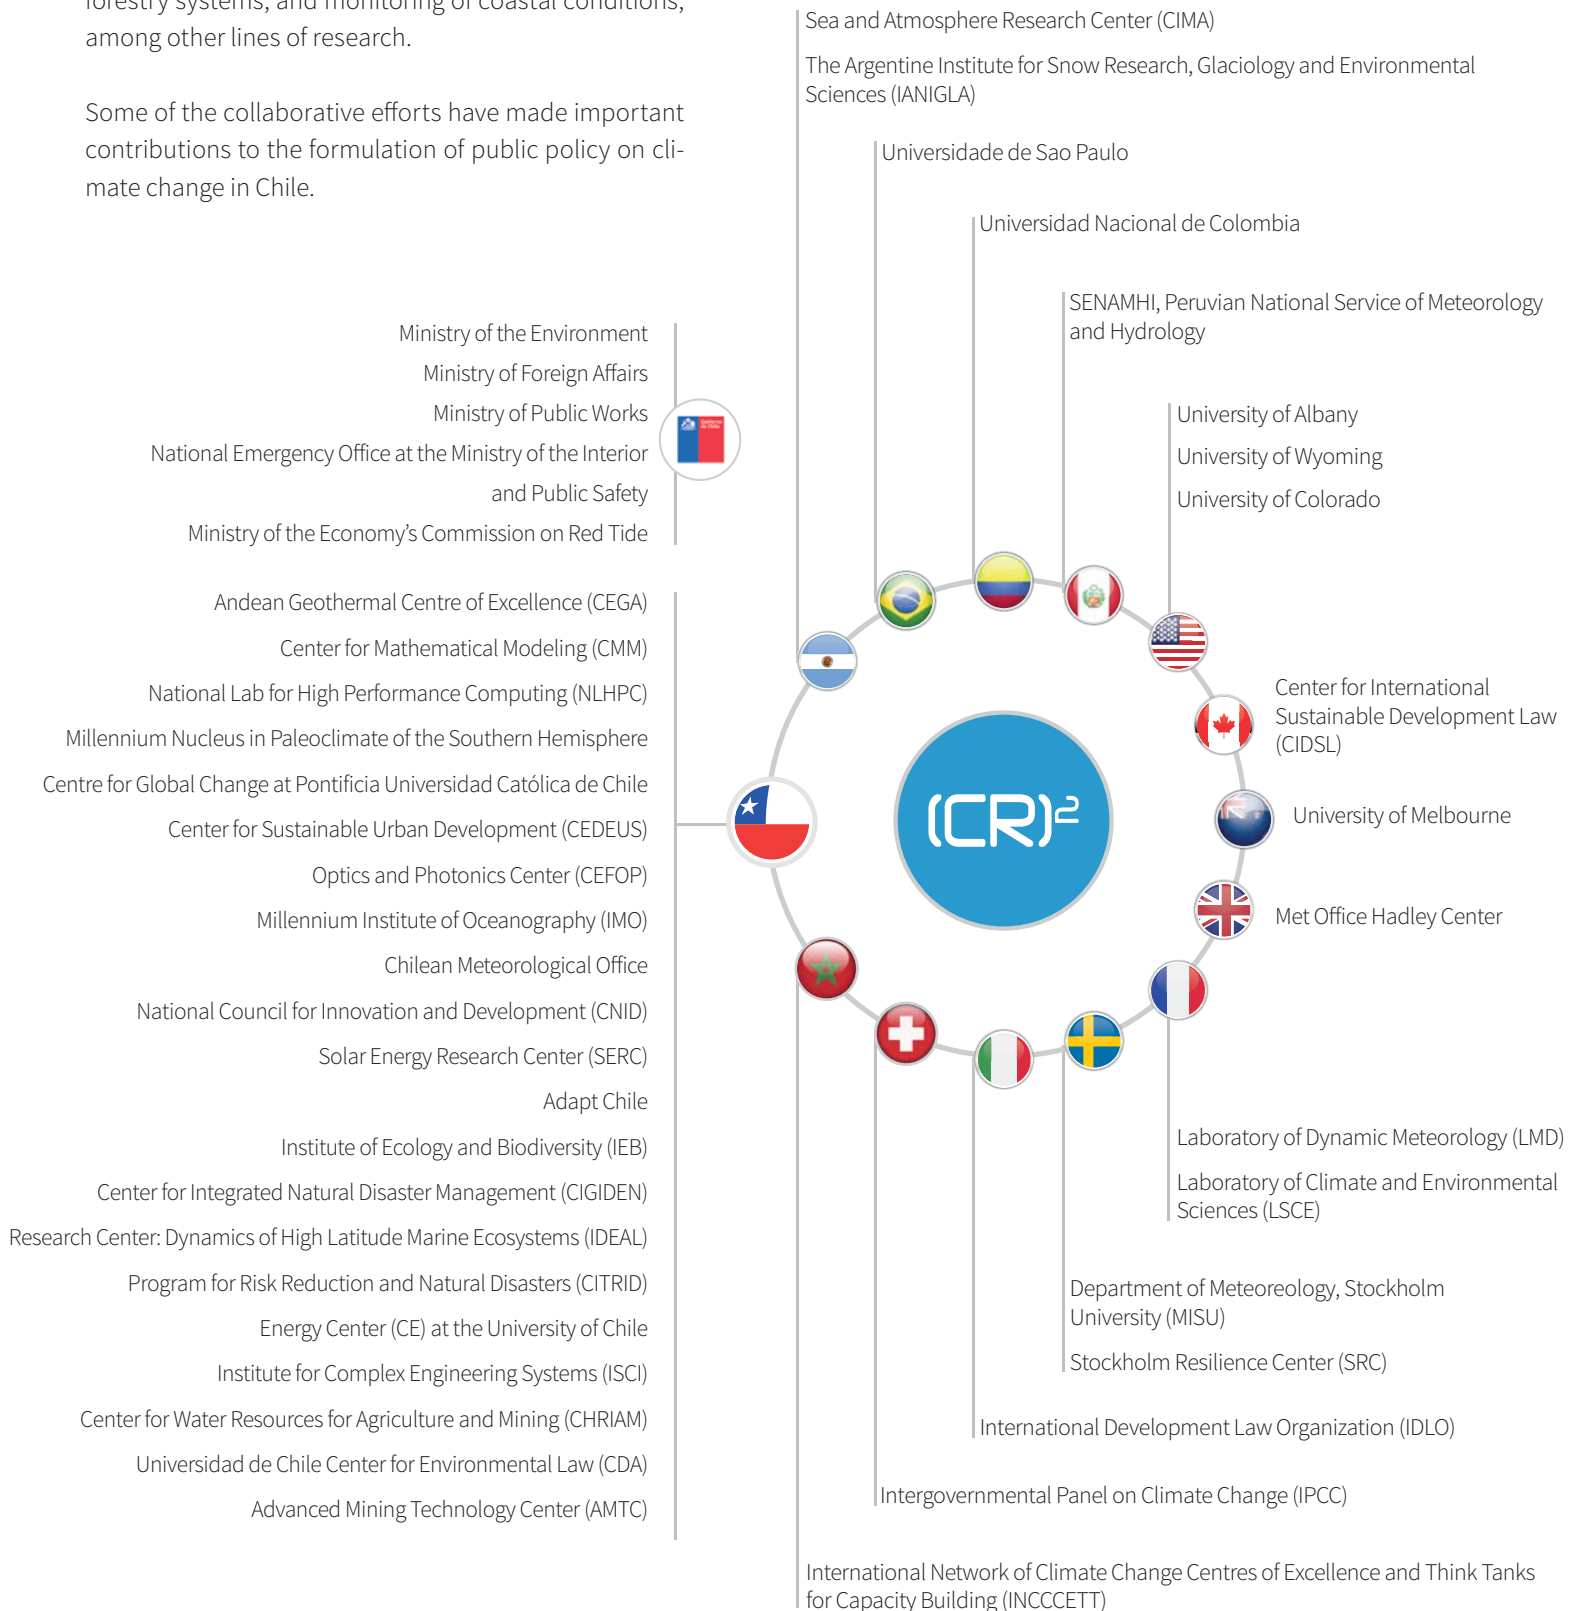 forestry systems, and monitoring of coastal conditions,
among other lines of research.
Some of the collaborative efforts have made important
contributions to the formulation of public policy on cli-
mate change in Chile.
Ministry of the Environment
Ministry of Foreign Affairs
Ministry of Public Works
National Emergency Office at the Ministry of the Interior
and Public Safety
Ministry of the Economy’s Commission on Red Tide
Andean Geothermal Centre of Excellence (CEGA)
Center for Mathematical Modeling (CMM)
National Lab for High Performance Computing (NLHPC)
Millennium Nucleus in Paleoclimate of the Southern Hemisphere
Centre for Global Change at Pontificia Universidad Católica de Chile
Center for Sustainable Urban Development (CEDEUS)
Optics and Photonics Center (CEFOP)
Millennium Institute of Oceanography (IMO)
Chilean Meteorological Office
National Council for Innovation and Development (CNID)
Solar Energy Research Center (SERC)
Adapt Chile
Institute of Ecology and Biodiversity (IEB)
Center for Integrated Natural Disaster Management (CIGIDEN)
Research Center: Dynamics of High Latitude Marine Ecosystems (IDEAL)
Program for Risk Reduction and Natural Disasters (CITRID)
Energy Center (CE) at the University of Chile
Institute for Complex Engineering Systems (ISCI)
Center for Water Resources for Agriculture and Mining (CHRIAM)
Universidad de Chile Center for Environmental Law (CDA)
Advanced Mining Technology Center (AMTC)
Sea and Atmosphere Research Center (CIMA)
The Argentine Institute for Snow Research, Glaciology and Environmental
Sciences (IANIGLA)
Universidade de Sao Paulo
Universidad Nacional de Colombia
SENAMHI, Peruvian National Service of Meteorology
and Hydrology
University of Albany
University of Wyoming
University of Colorado
Center for International
Sustainable Development Law
(CIDSL)
(CR)²
University of Melbourne
Met Office Hadley Center
Laboratory of Dynamic Meteorology (LMD)
Laboratory of Climate and Environmental
Sciences (LSCE)
Department of Meteoreology, Stockholm
University (MISU)
Stockholm Resilience Center (SRC)
International Development Law Organization (IDLO)
Intergovernmental Panel on Climate Change (IPCC)
International Network of Climate Change Centres of Excellence and Think Tanks
for Capacity Building (INCCCETT)